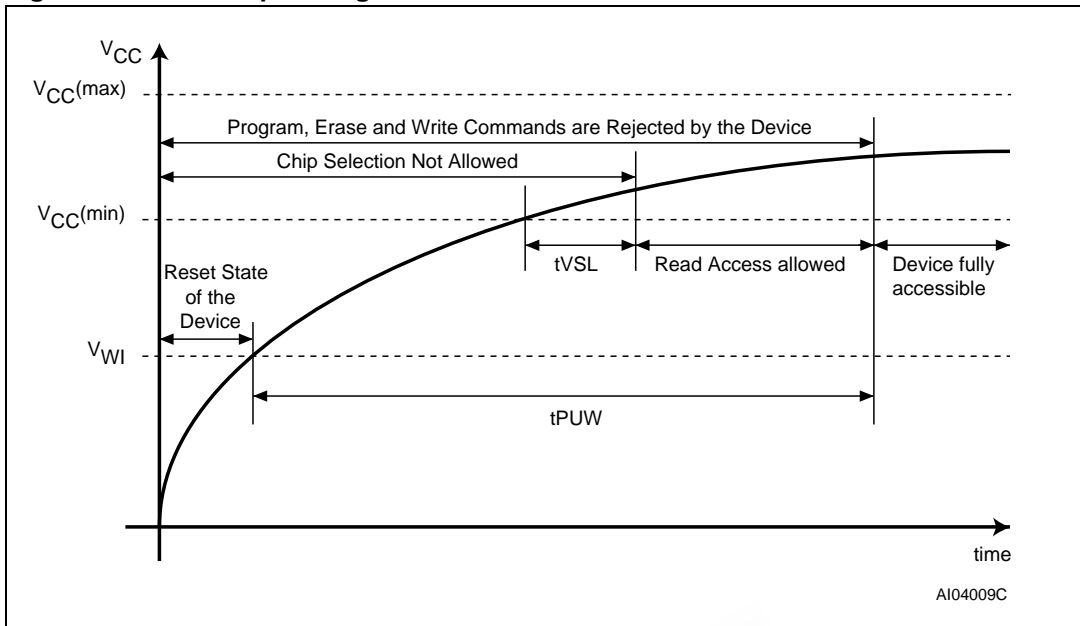 VCC
VCC(max)
Program, Erase and Write Commands are Rejected by the Device
Chip Selection Not Allowed
VCC(min)
Reset State
of the
Device
tVSL
Read Access allowed
Device fully
accessible
VWI
tPUW
time
AI04009C